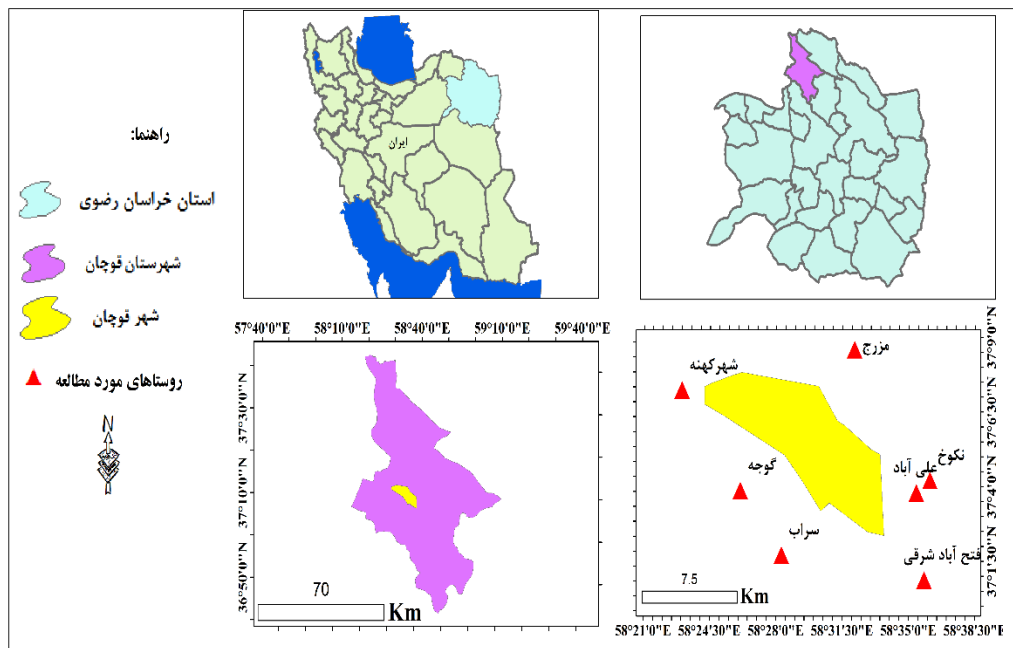 راهنما:
استان خراسان رضوی
شهرستان قوچان
شهر قوچان
روستاهای مورد مطالعه
N
ایران
57°40'0"E 58°10'0"E 58°40'0"E 59°10'0"E 59°40'0"E
37°30'0"N
37°10'0"N
36°50'0"N
70
Km
مزرج
شهرکهنه
نکوخ
علی آباد
گوجه
سراب
فتح آباد شرقی
37°9'0"N
37°6'30"N
37°4'0"N
37°1'30"N
7.5
Km
58°21'0"E 58°24'30"E 58°28'0"E 58°31'30"E 58°35'0"E 58°38'30"E